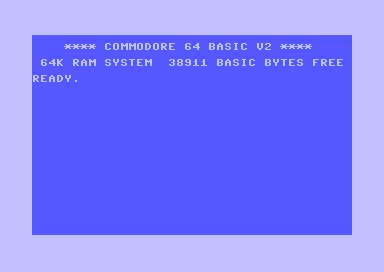 **** COMMODORE 64 BASIC V2 ****
64K RAM SYSTEM  38911 BASIC BYTES FREE
READY.